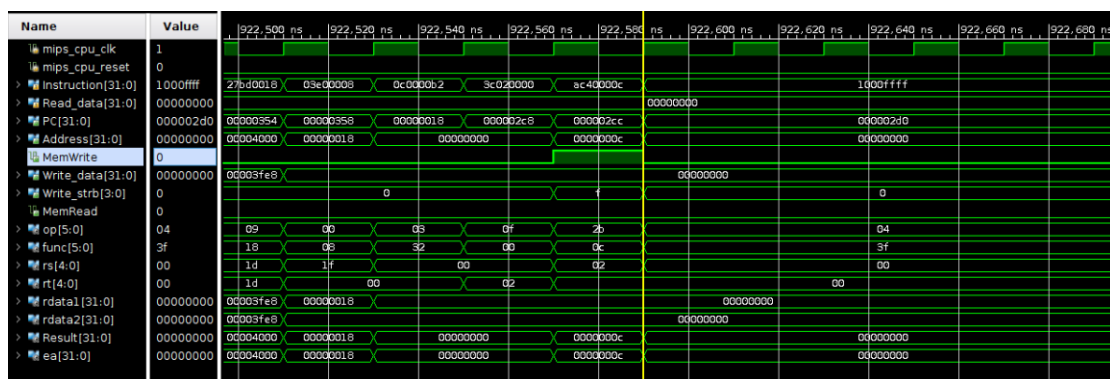 Name Value 922,500 ns 922,520 ns 922,540 ns 922,560 ns 922,580 ns 922,600 ns 922,620 ns 922,640 ns 922,660 ns 922,680 ns
mips_cpu_clk 1
mips_cpu_reset 0
Instruction[31:0] 1000ffff 27bd0018 03e00008 0c0000b2 3c020000 ac40000c 1000ffff
Read_data[31:0] 00000000 00000000
PC[31:0] 000002d0 00000354 00000358 00000018 000002c8 000002cc 000002d0
Address[31:0] 00000000 00004000 00000018 00000000 0000000c 00000000
MemWrite 0
Write_data[31:0] 00000000 00003fe8 00000000
Write_strb[3:0] 0 0 f 0
MemRead 0
op[5:0] 04 09 00 03 0f 2b 04
func[5:0] 3f 18 08 32 00 0c 3f
rs[4:0] 00 1d 1f 00 02 00
rt[4:0] 00 1d 00 02 00
rdata1[31:0] 00000000 00003fe8 00000018 00000000
rdata2[31:0] 00000000 00003fe8 00000000
Result[31:0] 00000000 00004000 00000018 00000000 0000000c 00000000
ea[31:0] 00000000 00004000 00000018 00000000 0000000c 00000000